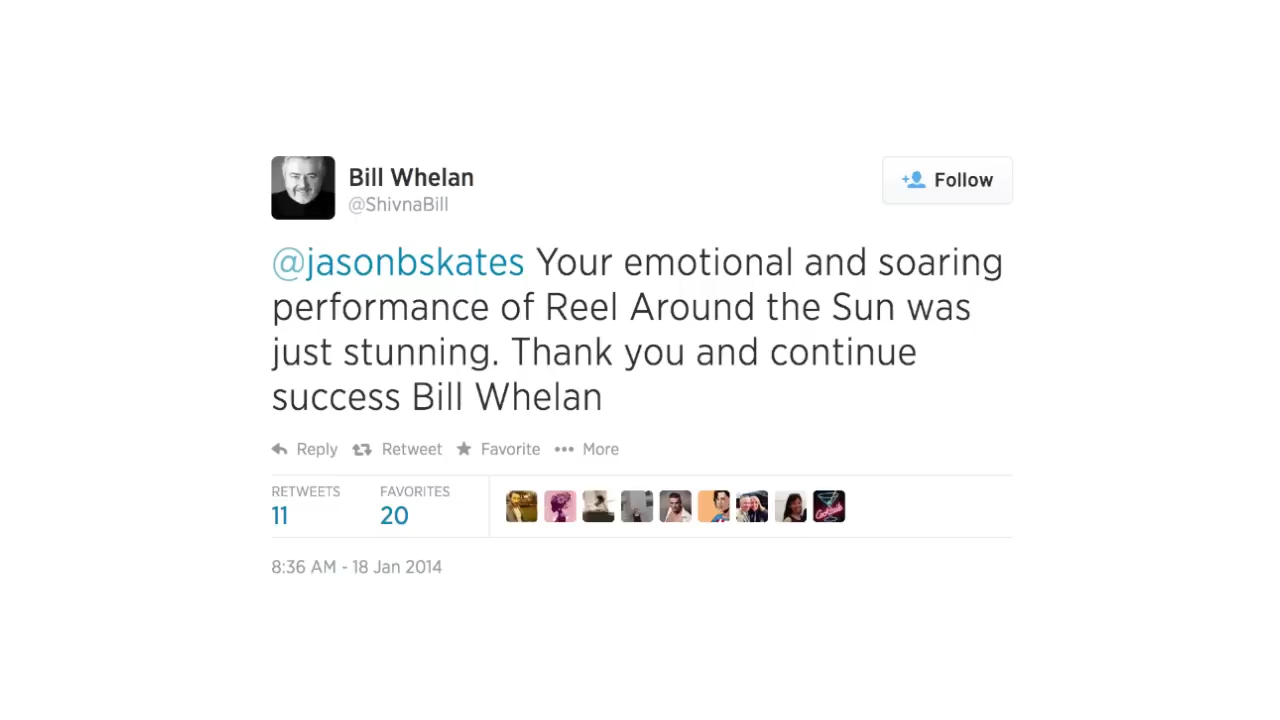 Bill Whelan
@ShivnaBill
Follow
@jasonbskates Your emotional and soaring
performance of Reel Around the Sun was
just stunning. Thank you and continue
success Bill Whelan
Reply Retweet Favorite More
RETWEETS FAVORITES
11 20
Cocktails
8:36 AM - 18 Jan 2014